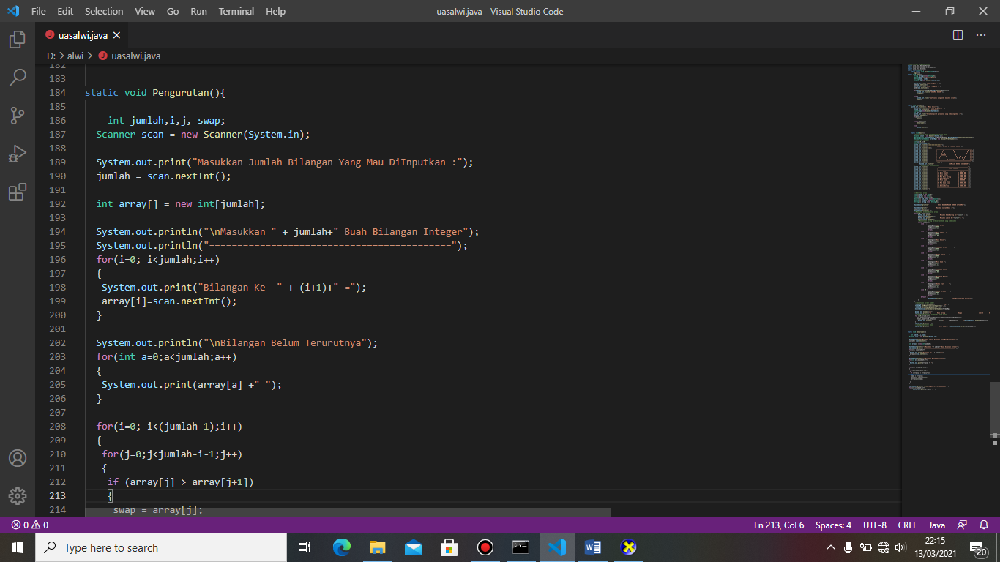 File Edit Selection View Go Run Terminal Help uasalwi.java - Visual Studio Code
J uasalwi.java
D: > alwi > J uasalwi.java
182
183
184 static void Pengurutan(){
185
186 int jumlah,i,j, swap;
187 Scanner scan = new Scanner(System.in);
188
189 System.out.print("Masukkan Jumlah Bilangan Yang Mau DiInputkan :");
190 jumlah = scan.nextInt();
191
192 int array[] = new int[jumlah];
193
194 System.out.println("\nMasukkan " + jumlah+" Buah Bilangan Integer");
195 System.out.println("===========================================");
196 for(i=0; i<jumlah;i++)
197 {
198 System.out.print("Bilangan Ke- " + (i+1)+" =");
199 array[i]=scan.nextInt();
200 }
201
202 System.out.println("\nBilangan Belum Terurutnya");
203 for(int a=0;a<jumlah;a++)
204 {
205 System.out.print(array[a] +" ");
206 }
207
208 for(i=0; i<(jumlah-1);i++)
209 {
210 for(j=0;j<jumlah-i-1;j++)
211 {
212 if (array[j] > array[j+1])
213 {
214 swap = array[j];
0 0 Ln 213, Col 6 Spaces: 4 UTF-8 CRLF Java
Type here to search
22:15
13/03/2021
20